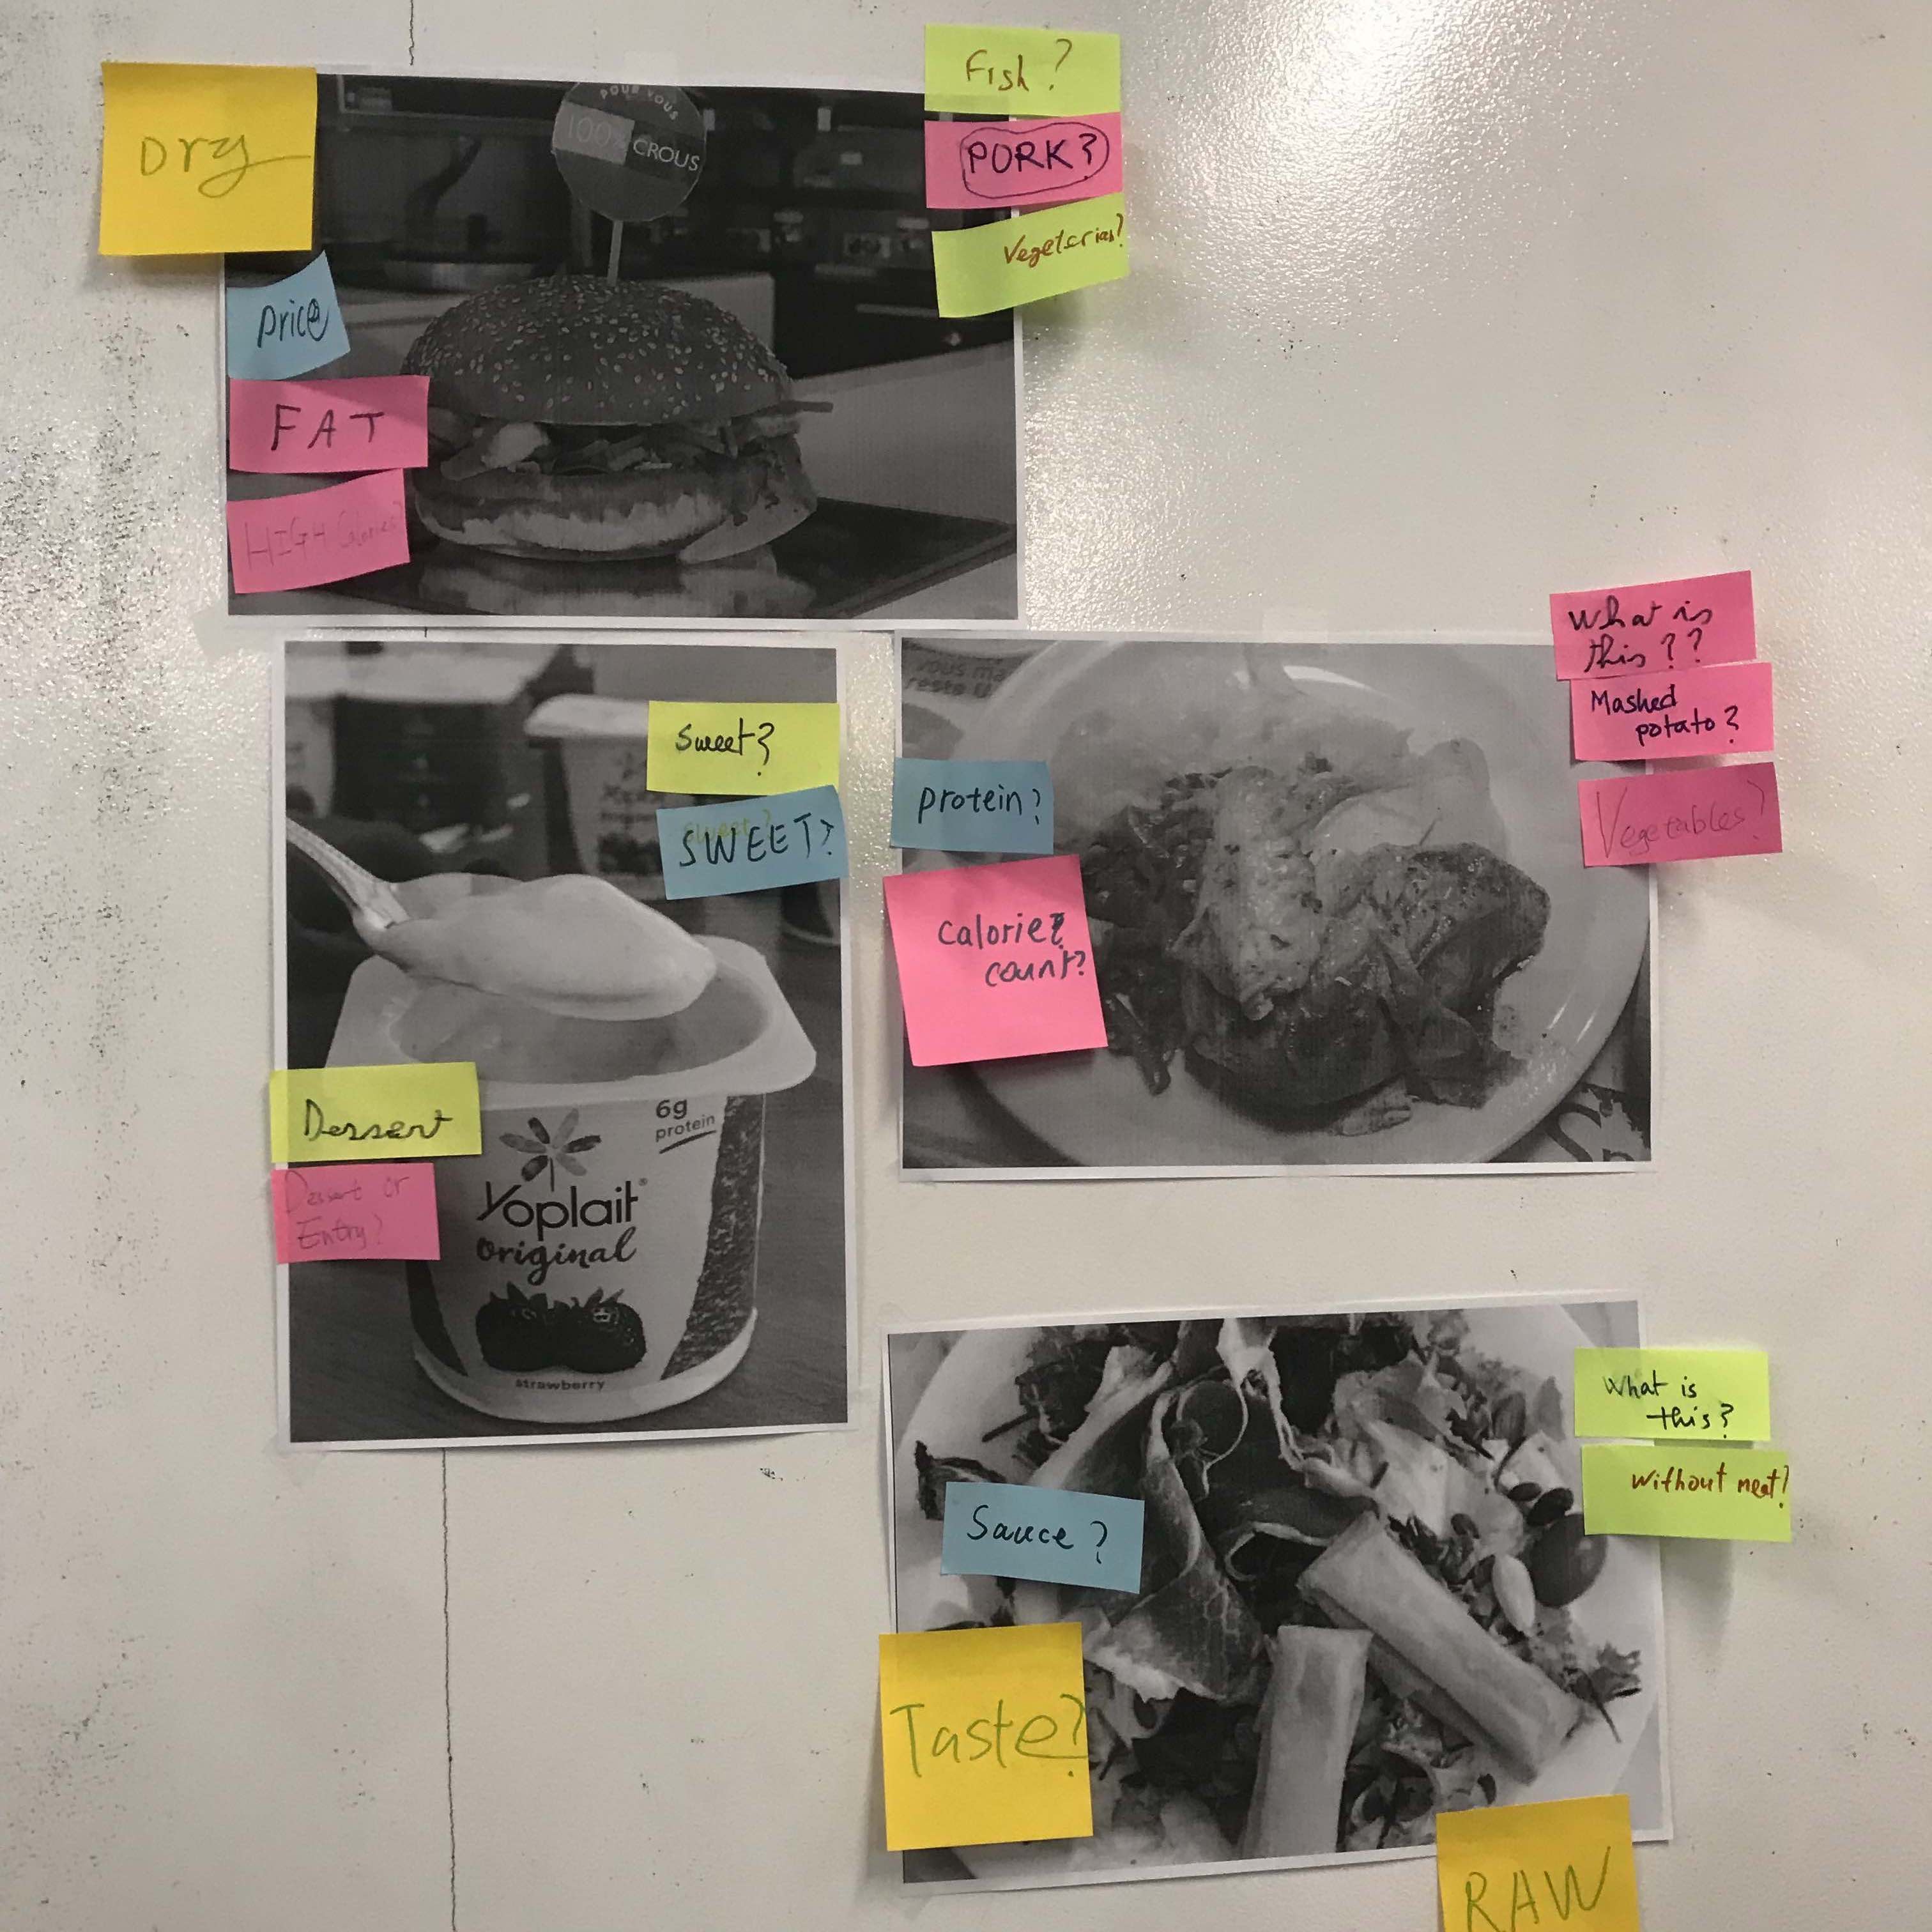 Dry
POUR VOUS
100% CROUS
Fish?
PORK?
Vegetarian?
Price
FAT
HIGH Calories?
Sweet?
SWEET?
Dessert
Dessert or
Entry?
6g
protein
Yoplait
original
strawberry
What is
this??
Mashed
potato?
Vegetables?
protein?
calorie?
count?
What is
this?
Without meat?
Sauce?
Taste?
RAW